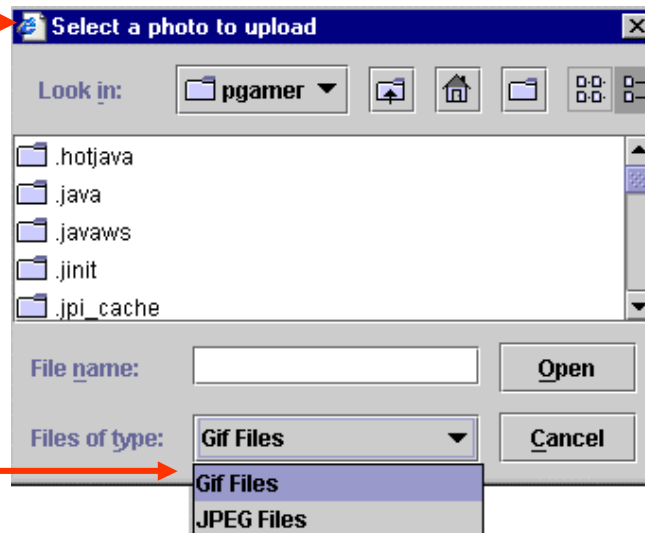 Select a photo to upload
Look in: pgamer
.hotjava
.java
.javaws
.jinit
.jpi_cache
File name: Open
Files of type: Gif Files Cancel
Gif Files
JPEG Files